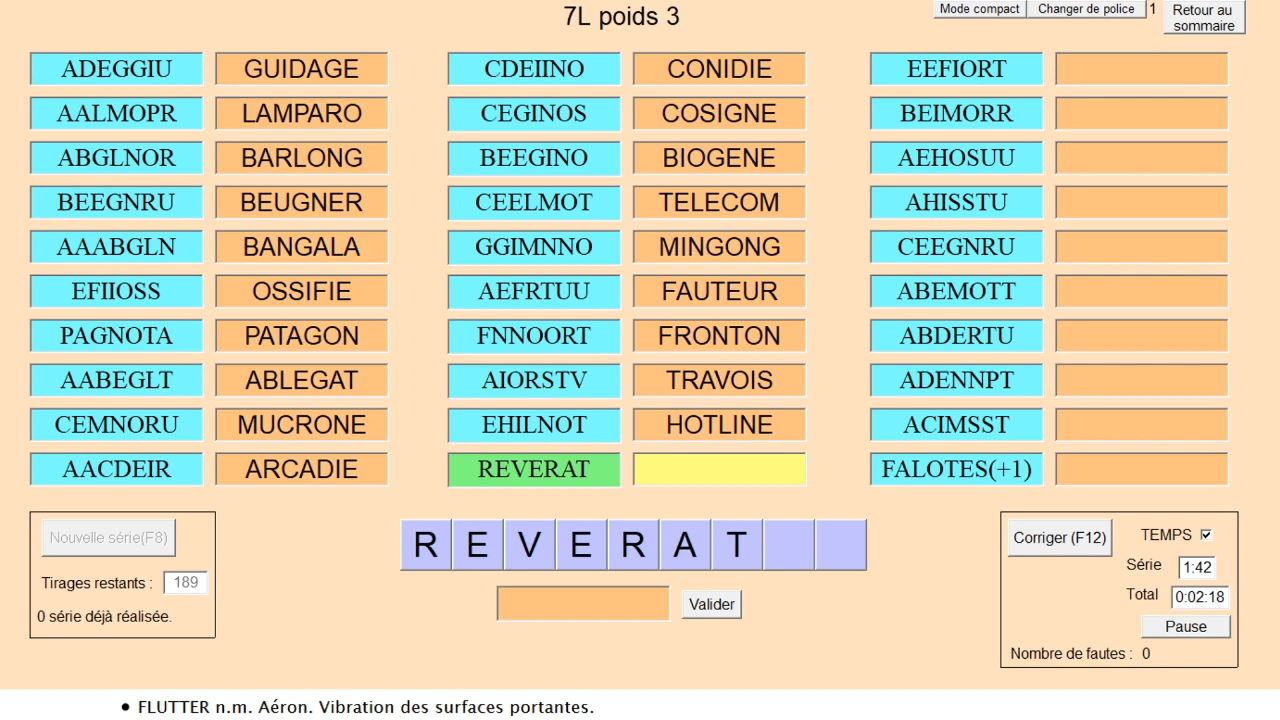 7L poids 3
Mode compact Changer de police 1 Retour au sommaire
ADEGGIU GUIDAGE CDEIINO CONIDIE EEFIORT
AALMOPR LAMPARO CEGINOS COSIGNE BEIMORR
ABGLNOR BARLONG BEEGINO BIOGENE AEHOSUU
BEEGNRU BEUGNER CEELMOT TELECOM AHISSTU
AAABGLN BANGALA GGIMNNO MINGONG CEEGNRU
EFIIOSS OSSIFIE AEFRTUU FAUTEUR ABEMOTT
PAGNOTA PATAGON FNNOORT FRONTON ABDERTU
AABEGLT ABLEGAT AIORSTV TRAVOIS ADENNPT
CEMNORU MUCRONE EHILNOT HOTLINE ACIMSST
AACDEIR ARCADIE REVERAT FALOTES(+1)
Nouvelle série(F8)
Tirages restants : 189
0 série déjà réalisée.
R E V E R A T
Valider
Corriger (F12) TEMPS
Série 1:42
Total 0:02:18
Pause
Nombre de fautes : 0
• FLUTTER n.m. Aéron. Vibration des surfaces portantes.